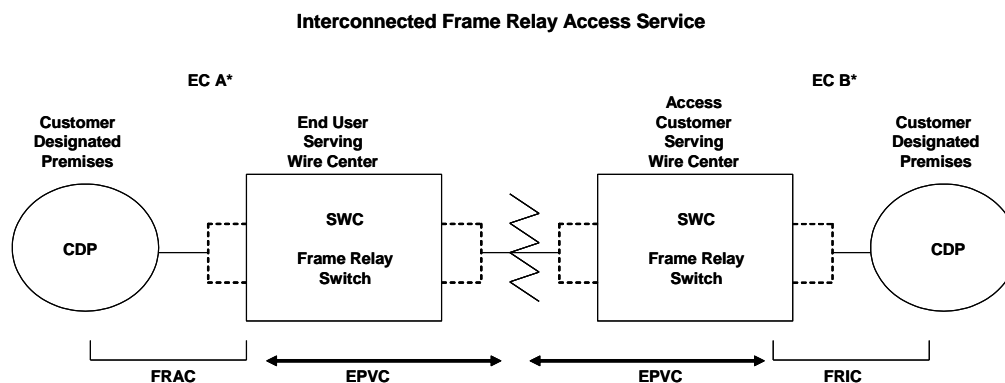 Interconnected Frame Relay Access Service
EC A*
EC B*
Customer
Designated
Premises
End User
Serving
Wire Center
Access
Customer
Serving
Wire Center
Customer
Designated
Premises
CDP
SWC
Frame Relay
Switch
SWC
Frame Relay
Switch
CDP
FRAC
EPVC
EPVC
FRIC